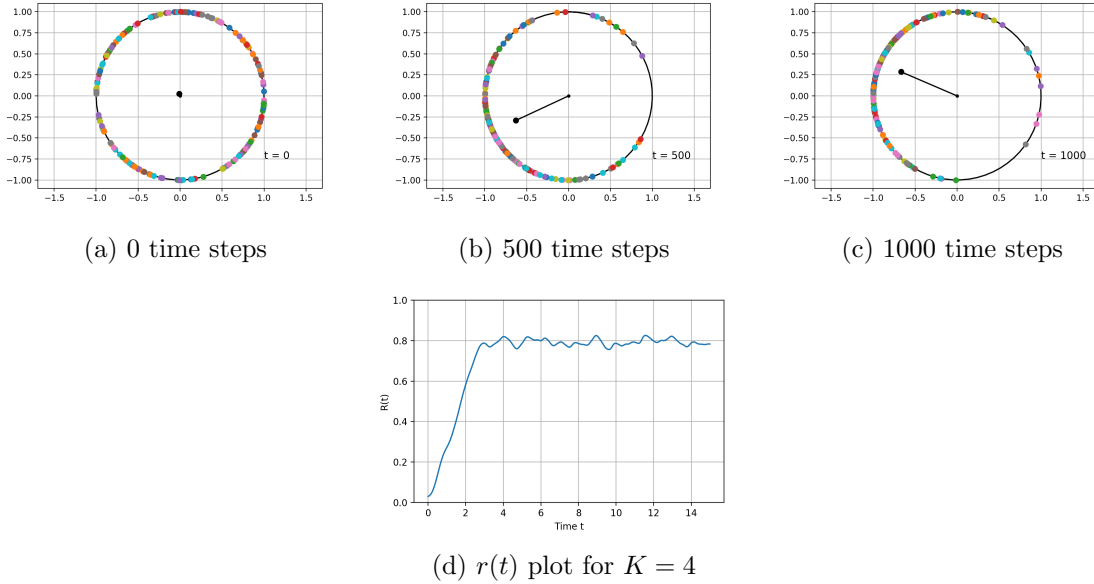 1.00
0.75
0.50
0.25
0.00
−0.25
−0.50
−0.75
−1.00
−1.5 −1.0 −0.5 0.0 0.5 1.0 1.5
t = 0
(a) 0 time steps
1.00
0.75
0.50
0.25
0.00
−0.25
−0.50
−0.75
−1.00
−1.5 −1.0 −0.5 0.0 0.5 1.0 1.5
t = 500
(b) 500 time steps
1.00
0.75
0.50
0.25
0.00
−0.25
−0.50
−0.75
−1.00
−1.5 −1.0 −0.5 0.0 0.5 1.0 1.5
t = 1000
(c) 1000 time steps
1.0
0.8
0.6
0.4
0.2
0.0
R(t)
0 2 4 6 8 10 12 14
Time t
(d) r(t) plot for K = 4